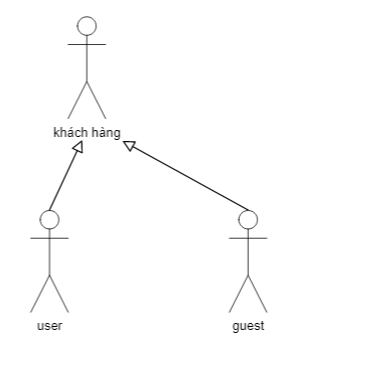 khách hàng
user
guest